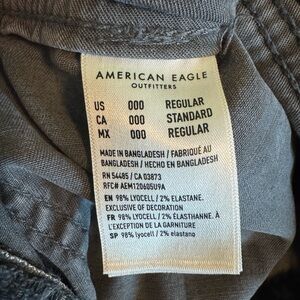 AMERICAN EAGLE
OUTFITTERS
US 000 REGULAR
CA 000 STANDARD
MX 000 REGULAR
MADE IN BANGLADESH / FABRIQUÉ AU
BANGLADESH / HECHO EN BANGLADESH
RN 54485 / CA 03873
RFC# AEM120605U9A
EN 98% LYOCELL / 2% ELASTANE.
EXCLUSIVE OF DECORATION
FR 98% LYOCELL / 2% ÉLASTHANNE. À
L'EXCEPTION DE LA GARNITURE
SP 98% lyocell / 2% elastano